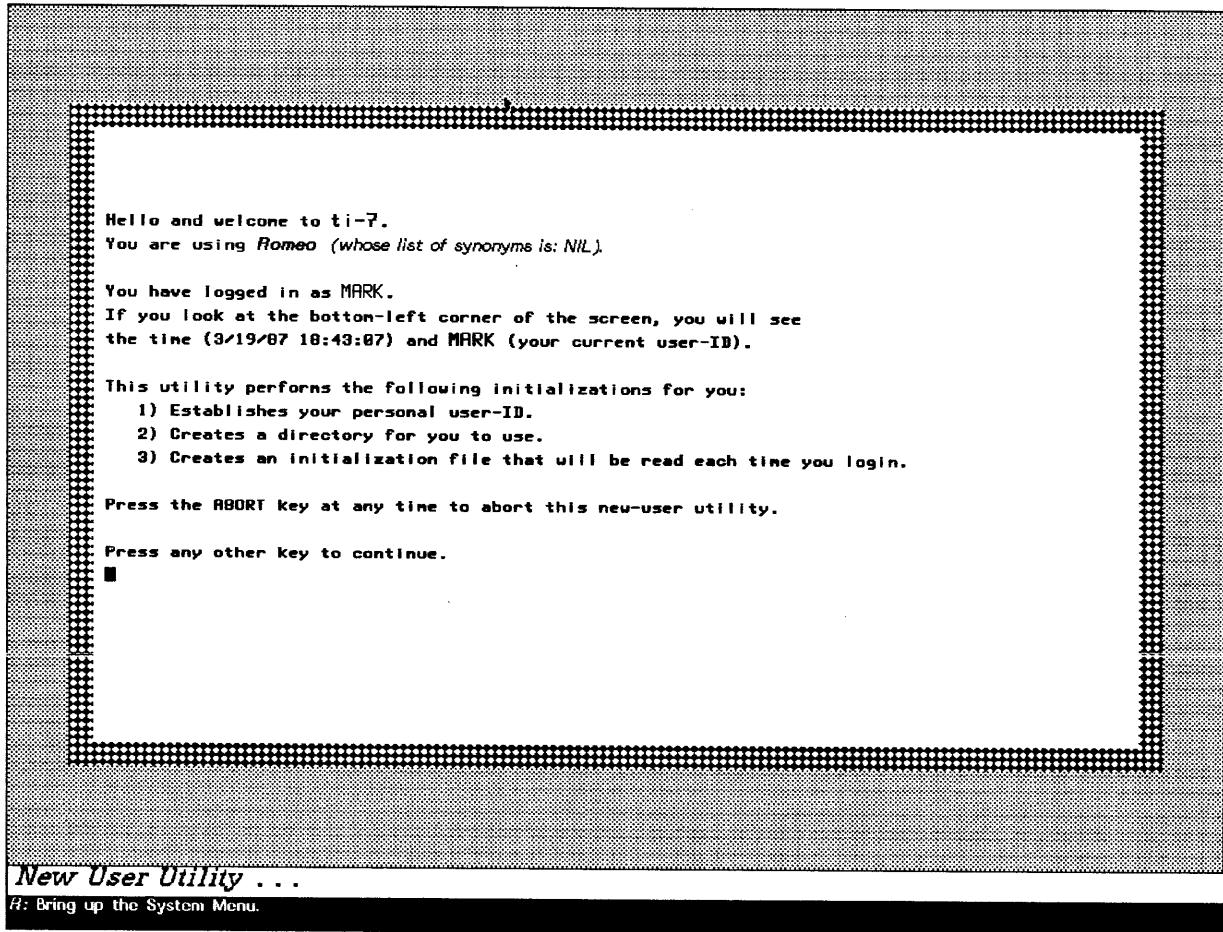 Hello and welcome to ti-7.
You are using Romeo (whose list of synonyms is: NIL).
You have logged in as MARK.
If you look at the bottom-left corner of the screen, you will see
the time (3/19/87 18:43:07) and MARK (your current user-ID).
This utility performs the following initializations for you:
1) Establishes your personal user-ID.
2) Creates a directory for you to use.
3) Creates an initialization file that will be read each time you login.
Press the ABORT key at any time to abort this new-user utility.
Press any other key to continue.
New User Utility ...
R: Bring up the System Menu.